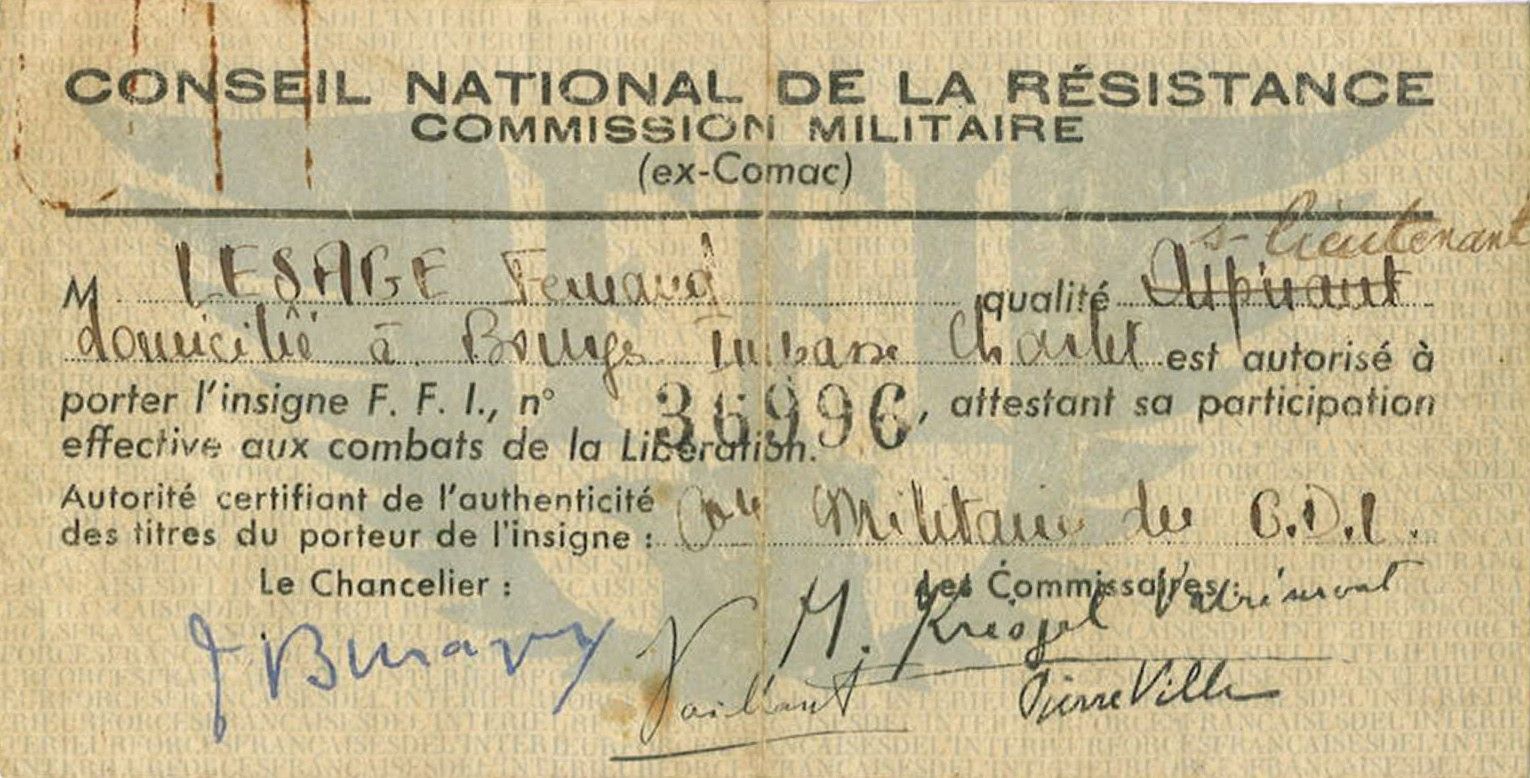 CONSEIL NATIONAL DE LA RÉSISTANCE
COMMISSION MILITAIRE
(ex-Comac)
s-lieutenant
M LESAGE Fernand qualité Aspirant
domicilié à Bourges Impasse est autorisé à
porter l'insigne F. F. I., n° 36996, attestant sa participation
effective aux combats de la Libération.
Autorité certifiant de l'authenticité
des titres du porteur de l'insigne : Militaire du C.D.L.
Le Chancelier : Les Commissaires :
Vaillant H. Kriegel Valrimont
Pierre Villon